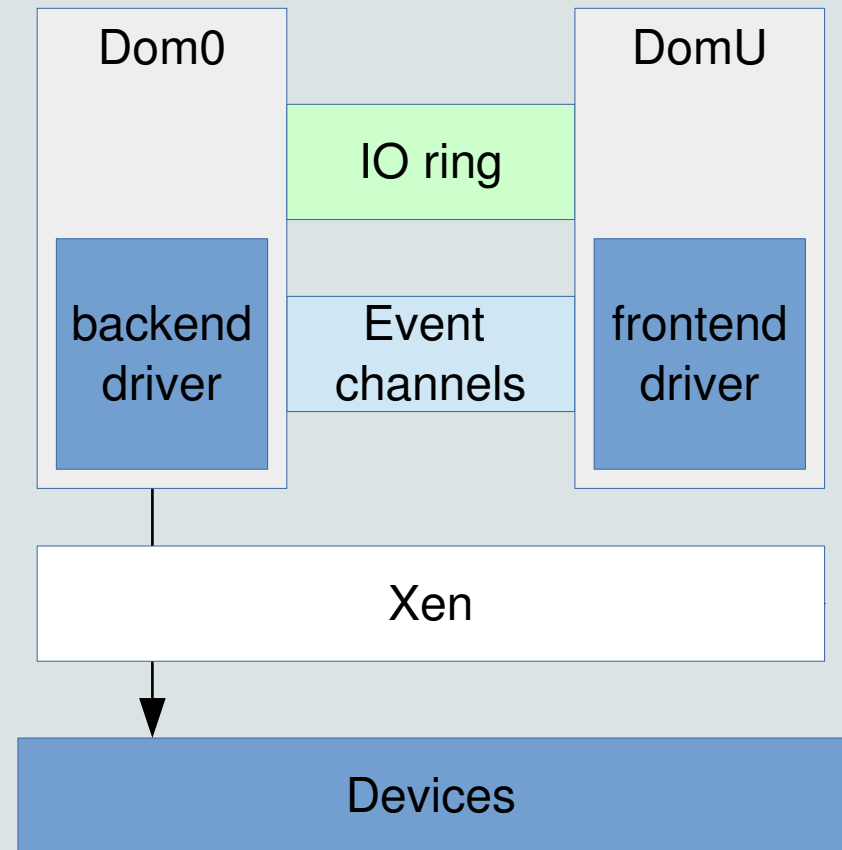 Dom0
DomU
IO ring
backend
driver
Event
channels
frontend
driver
Xen
Devices